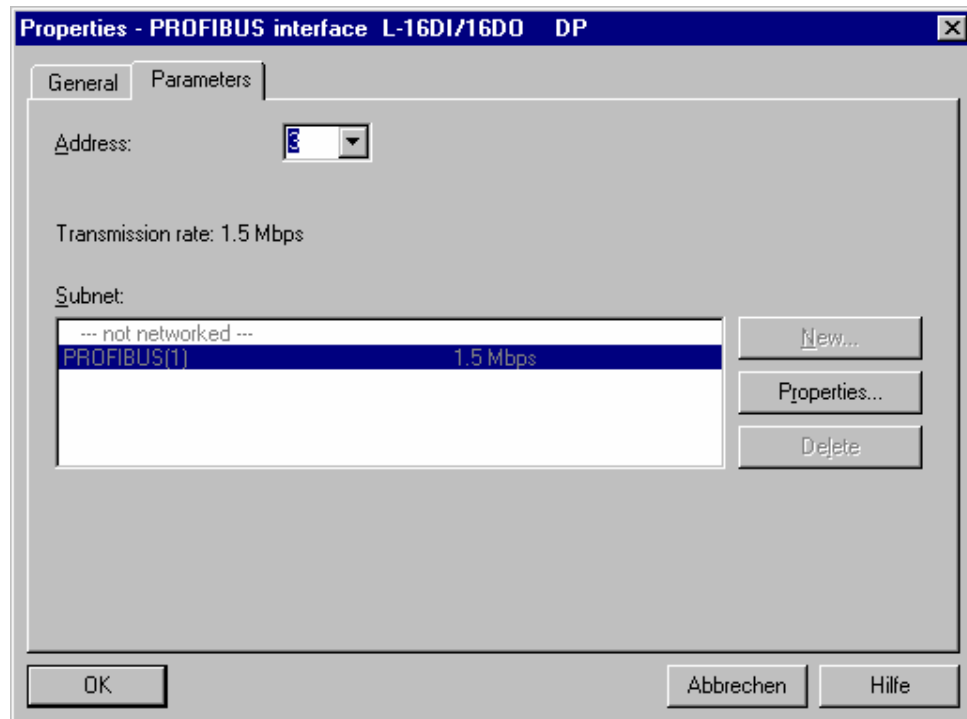 Properties - PROFIBUS interface L-16DI/16DO DP
General Parameters
Address: 3
Transmission rate: 1.5 Mbps
Subnet:
--- not networked ---
PROFIBUS(1) 1.5 Mbps
New...
Properties...
Delete
OK Abbrechen Hilfe